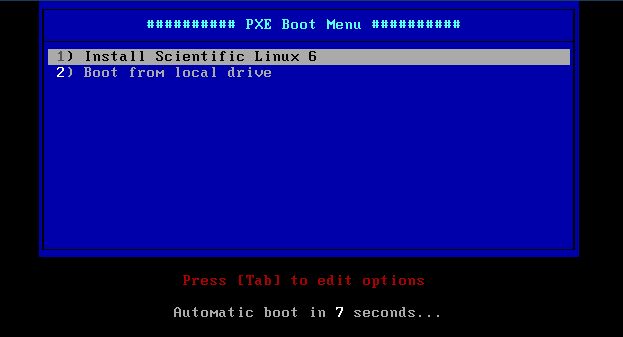 ########## PXE Boot Menu ##########
1) Install Scientific Linux 6
2) Boot from local drive
Press [Tab] to edit options
Automatic boot in 7 seconds...